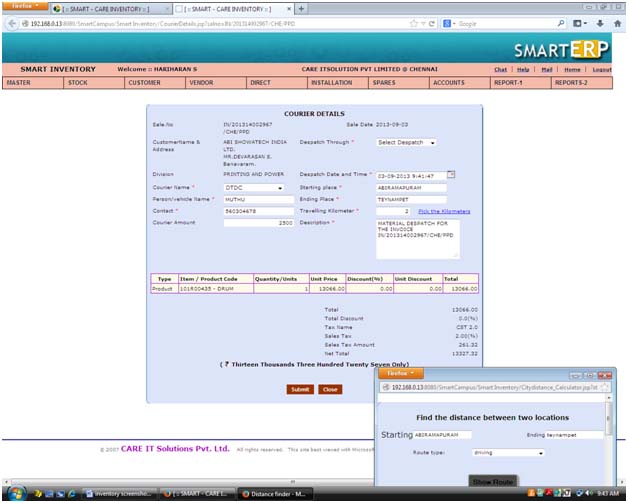 Firefox
[ :: SMART - CARE INVENTORY :: ]
[ :: SMART - CARE INVENTORY :: ]
192.168.0.13:8080/SmartCampus/Smart Inventory/CourierDetails.jsp?salno=IN/201314002967/CHE/PPD
Google
SMARTERP
SMART INVENTORY Welcome :: HARIHARAN S CARE ITSOLUTION PVT LIMITED @ CHENNAI Chat | Help | Mail | Home | Logout
MASTER STOCK CUSTOMER VENDOR DIRECT INSTALLATION SPARES ACCOUNTS REPORT-1 REPORTS-2
COURIER DETAILS
Sale.No IN/201314002967 /CHE/PPD Sale Date 2013-09-03
CustomerName & Address ABI SHOWATECH INDIA LTD. MR.DEVARASAN S. Banavaram. Despatch Through * Select Despatch
Division PRINTING AND POWER Despatch Date and Time * 03-09-2013 9:41:47
Courier Name * DTDC Starting place * ABIRAMAPURAM
Person/vehicle Name * MUTHU Ending Place * TEYNAMPET
Contact * 560304678 Travelling Kilometer * 2 Pick the Kilometers
Courier Amount 2500 Description * MATERIAL DESPATCH FOR
THE INVOICE
IN/201314002967/CHE/PPD
Type Item / Product Code Quantity/Units Unit Price Discount(%) Unit Discount Total
Product 101R00435 - DRUM 1 13066.00 0.00 0.00 13066.00
Total 13066.00
Total Discount 0.0(%)
Tax Name CST 2.0
Sales Tax 2.00(%)
Sales Tax Amount 261.32
Net Total 13327.32
( ? Thirteen Thousands Three Hundred Twenty Seven Only)
Submit Close
© 2007 CARE IT Solutions Pvt. Ltd. All rights reserved. This site best viewed with Microsoft
Firefox
192.168.0.13:8080/SmartCampus/Smart Inventory/Citydistance_Calculator.jsp?st
Find the distance between two locations
Starting ABIRAMAPURAM Ending teynampet
Route type: driving
Show Route
inventory screensho... [ :: SMART - CARE I... Distance finder - M... 9:43 AM